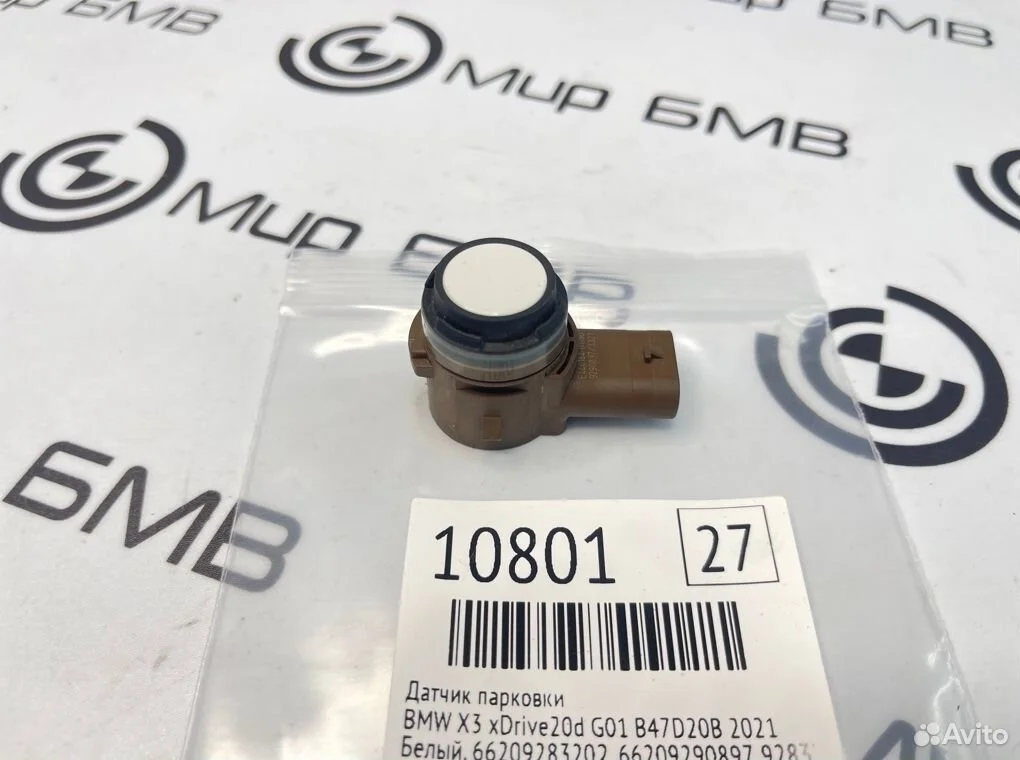 Мир БМВ
Мир БМВ
Мир БМВ
БМВ
10801
27
Датчик парковки
BMW X3 xDrive20d G01 B47D20B 2021
Белый, 66209283202, 66209290897, 9283
Avito